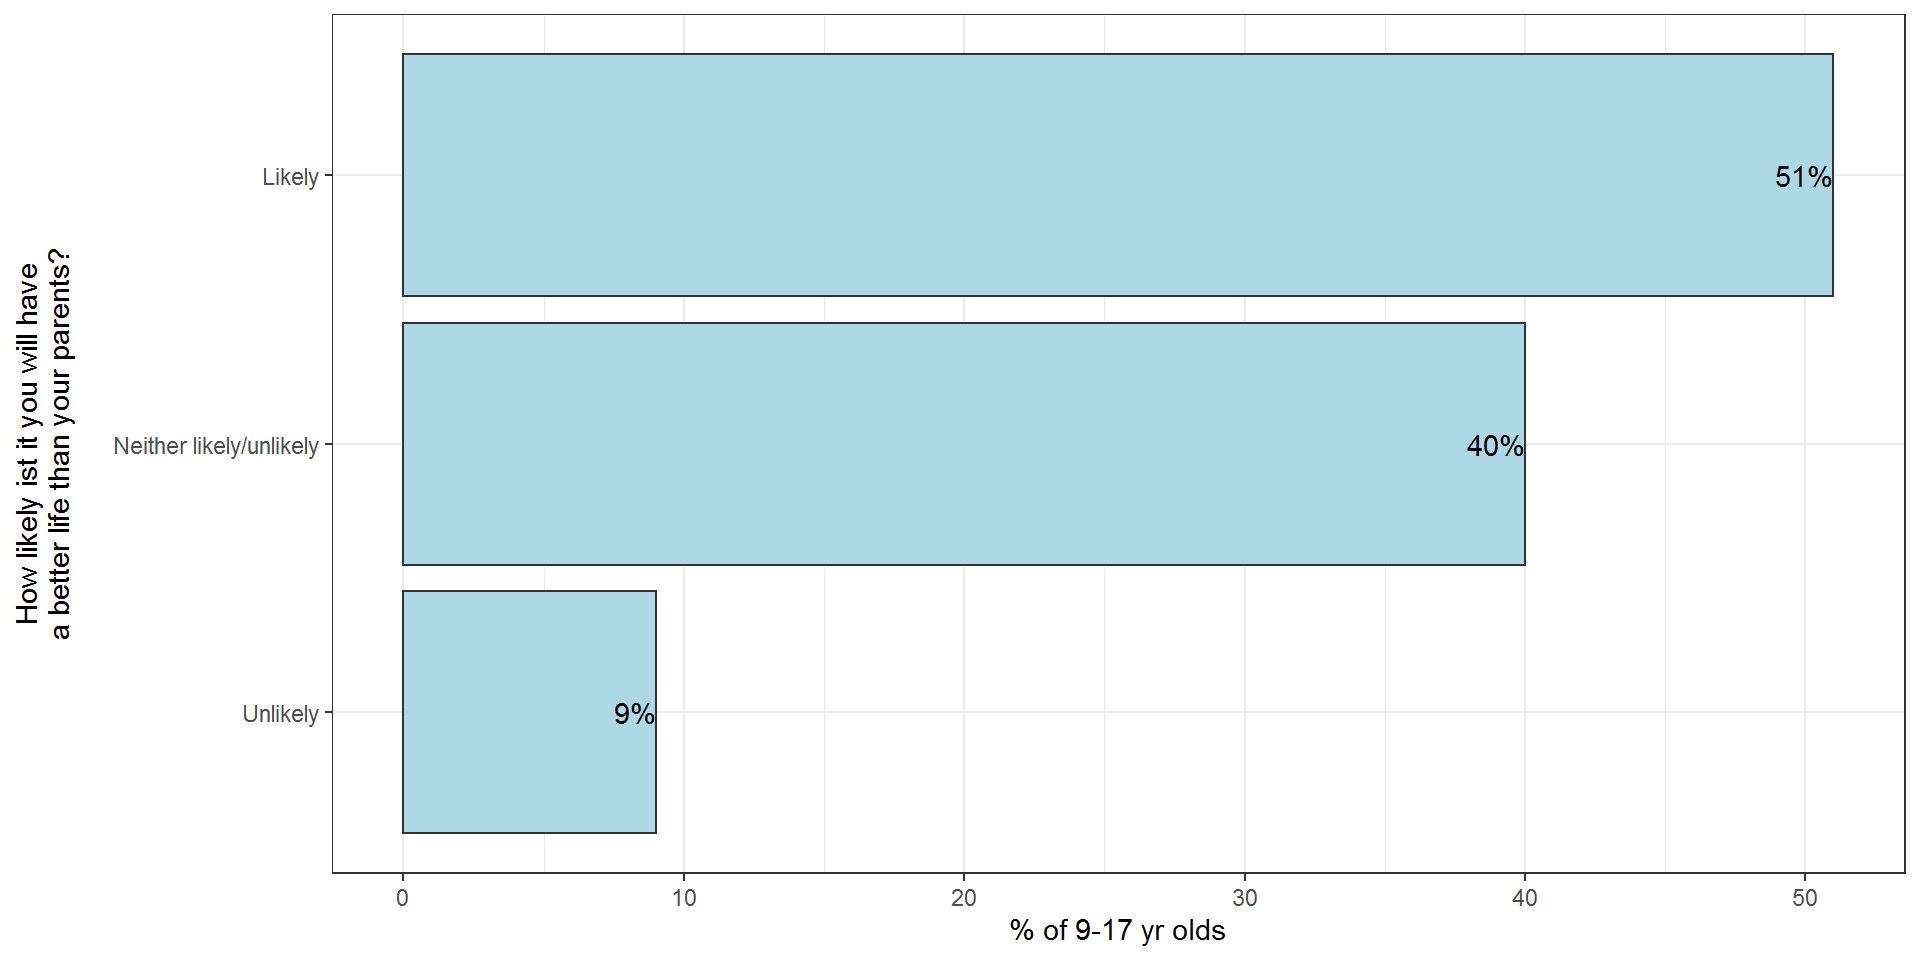 How likely ist it you will have
a better life than your parents?
Likely
51%
Neither likely/unlikely
40%
Unlikely
9%
0 10 20 30 40 50
% of 9-17 yr olds